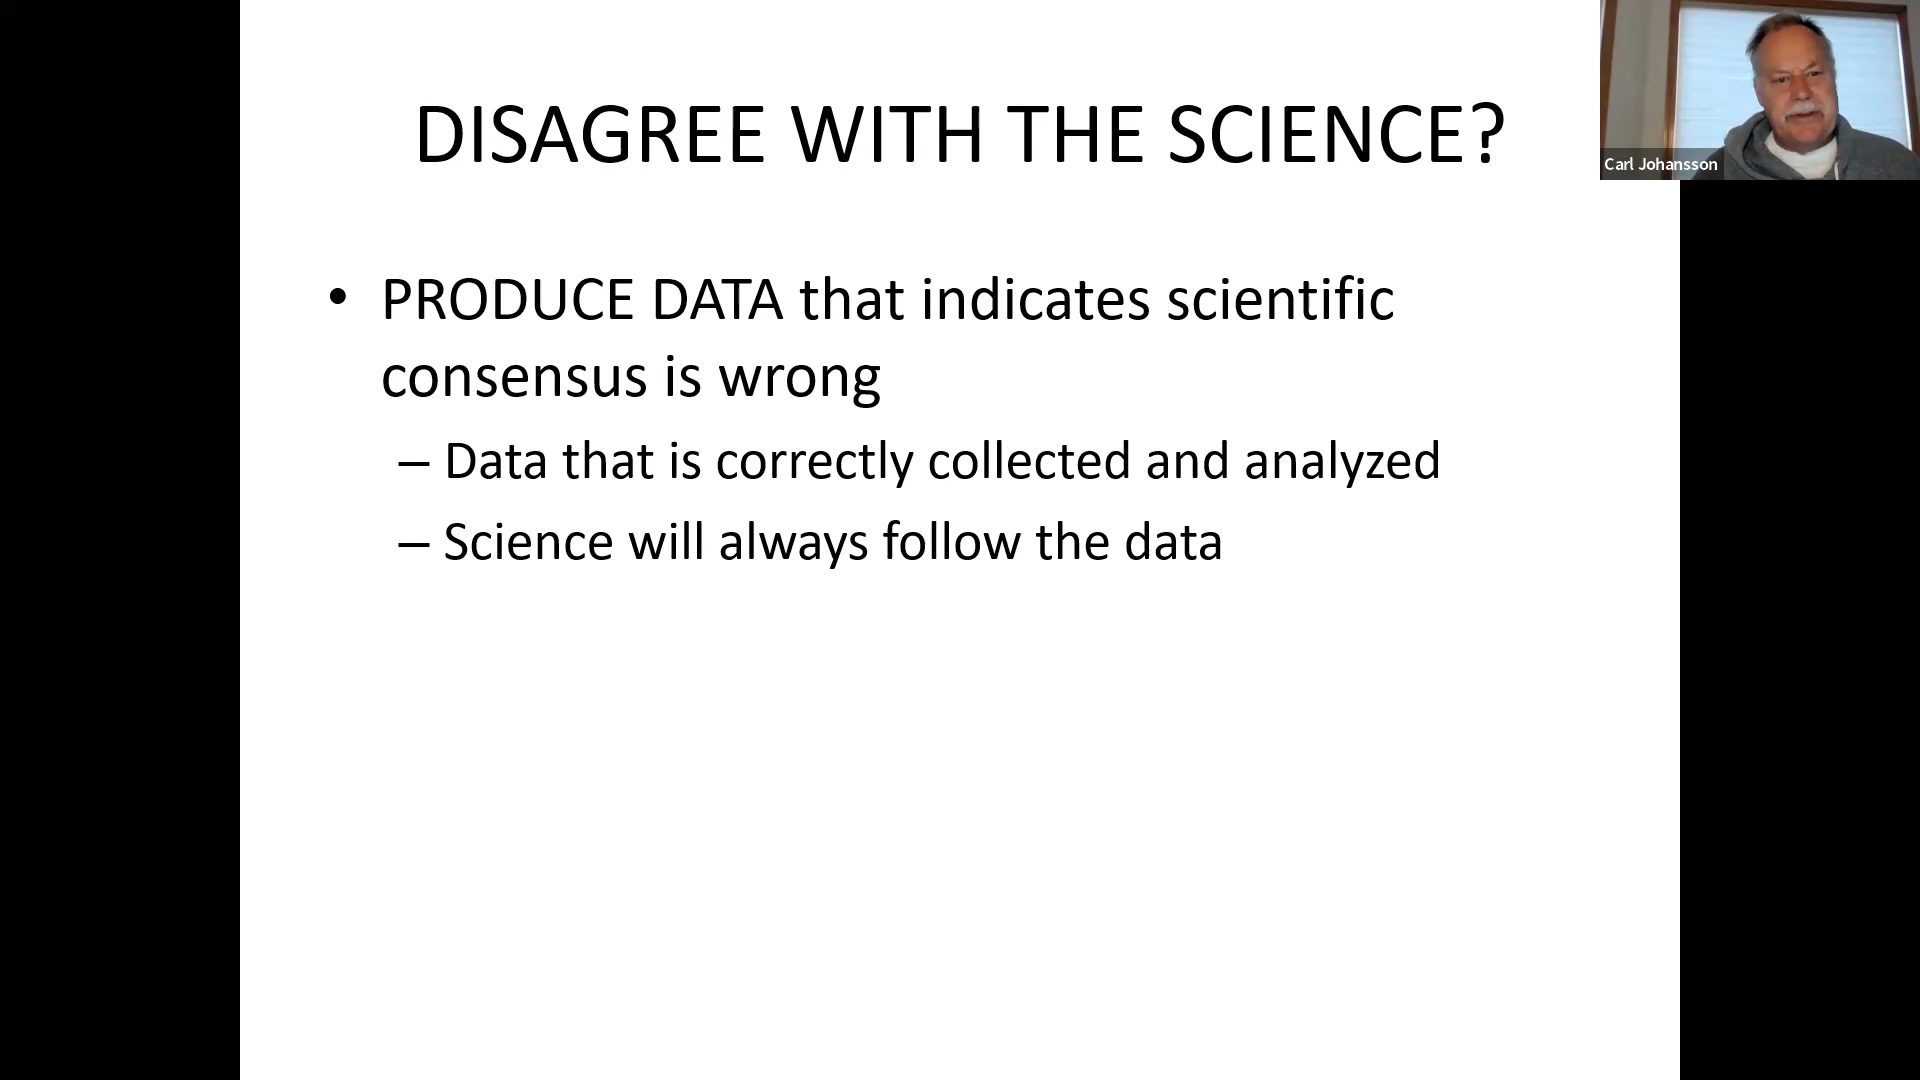 DISAGREE WITH THE SCIENCE?
Carl Johansson
• PRODUCE DATA that indicates scientific
consensus is wrong
– Data that is correctly collected and analyzed
– Science will always follow the data